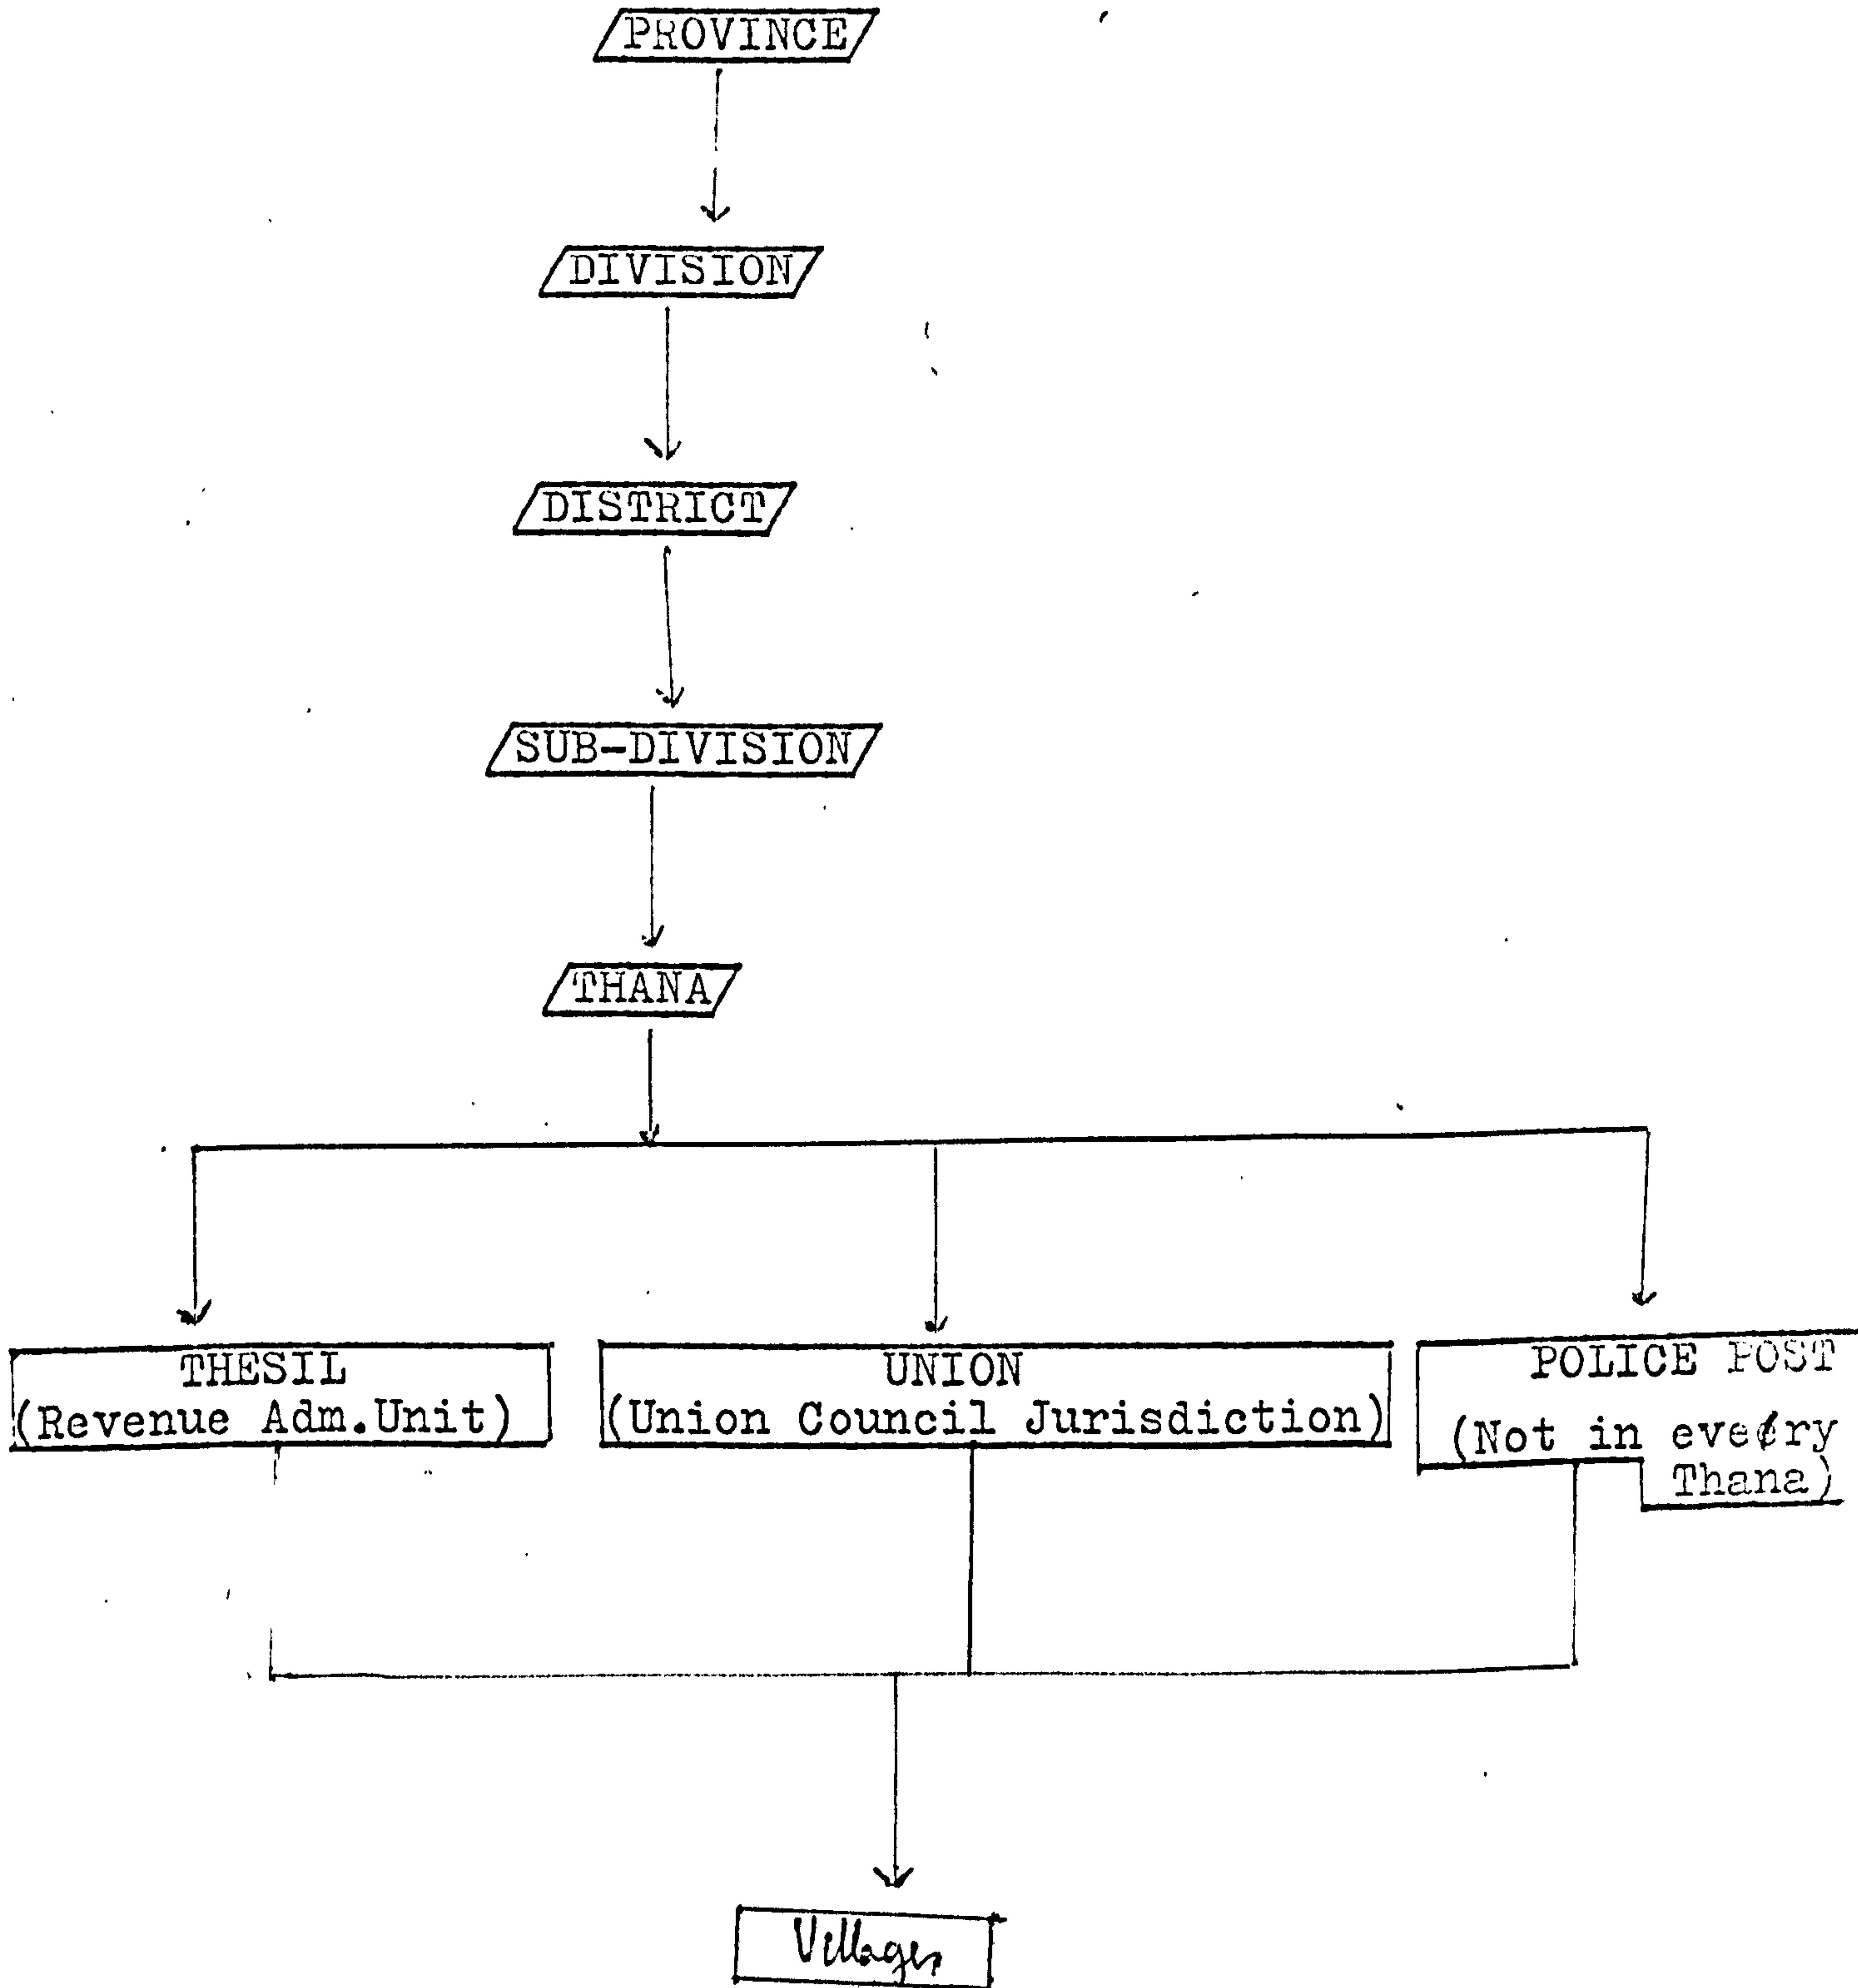 PROVINCE
DIVISION
DISTRICT
SUB-DIVISION
THANA
THESIL
(Revenue Adm.Unit)
UNION
(Union Council Jurisdiction)
POLICE POST
(Not in eveery
Thana)
Villages